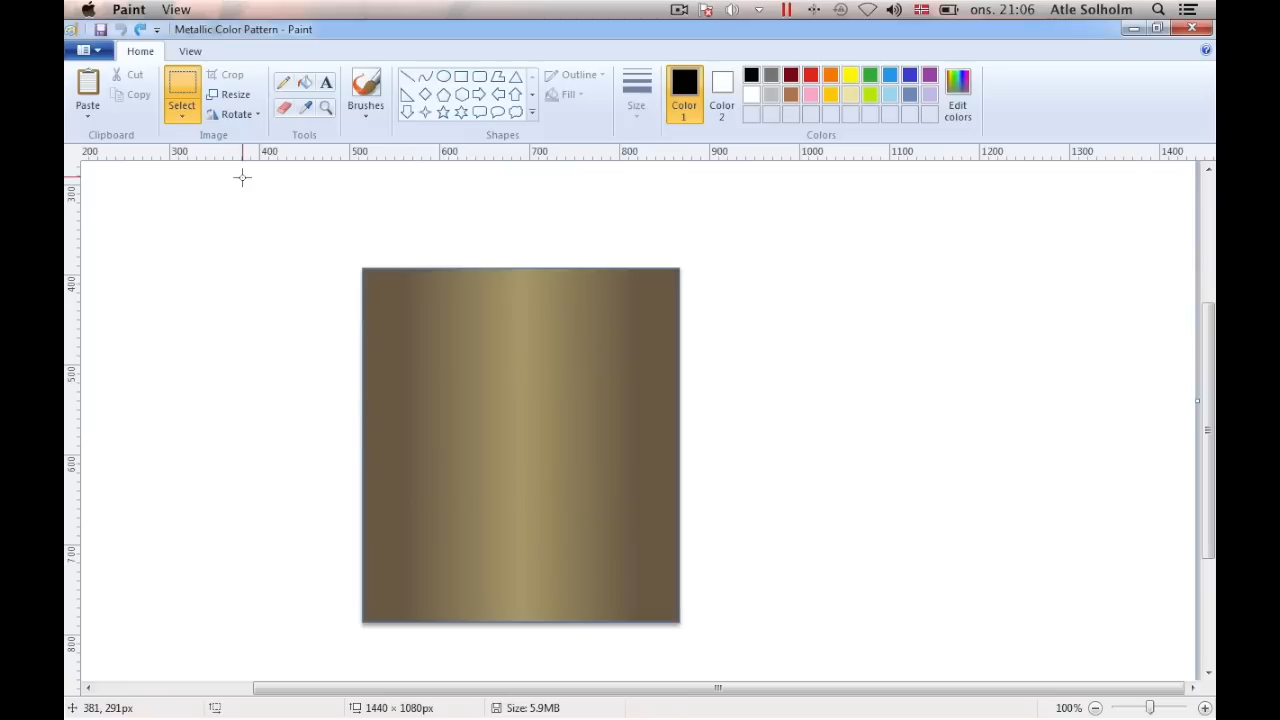 Paint View ons. 21:06 Atle Solholm
Metallic Color Pattern - Paint
Home View
Paste Cut Copy Clipboard
Select Crop Resize Rotate Image
A Tools
Brushes
Shapes
Outline Fill
Size
Color 1 Color 2 Edit colors Colors
200 300 400 500 600 700 800 900 1000 1100 1200 1300 1400
300
400
500
600
700
800
381, 291px 1440 × 1080px Size: 5.9MB 100%